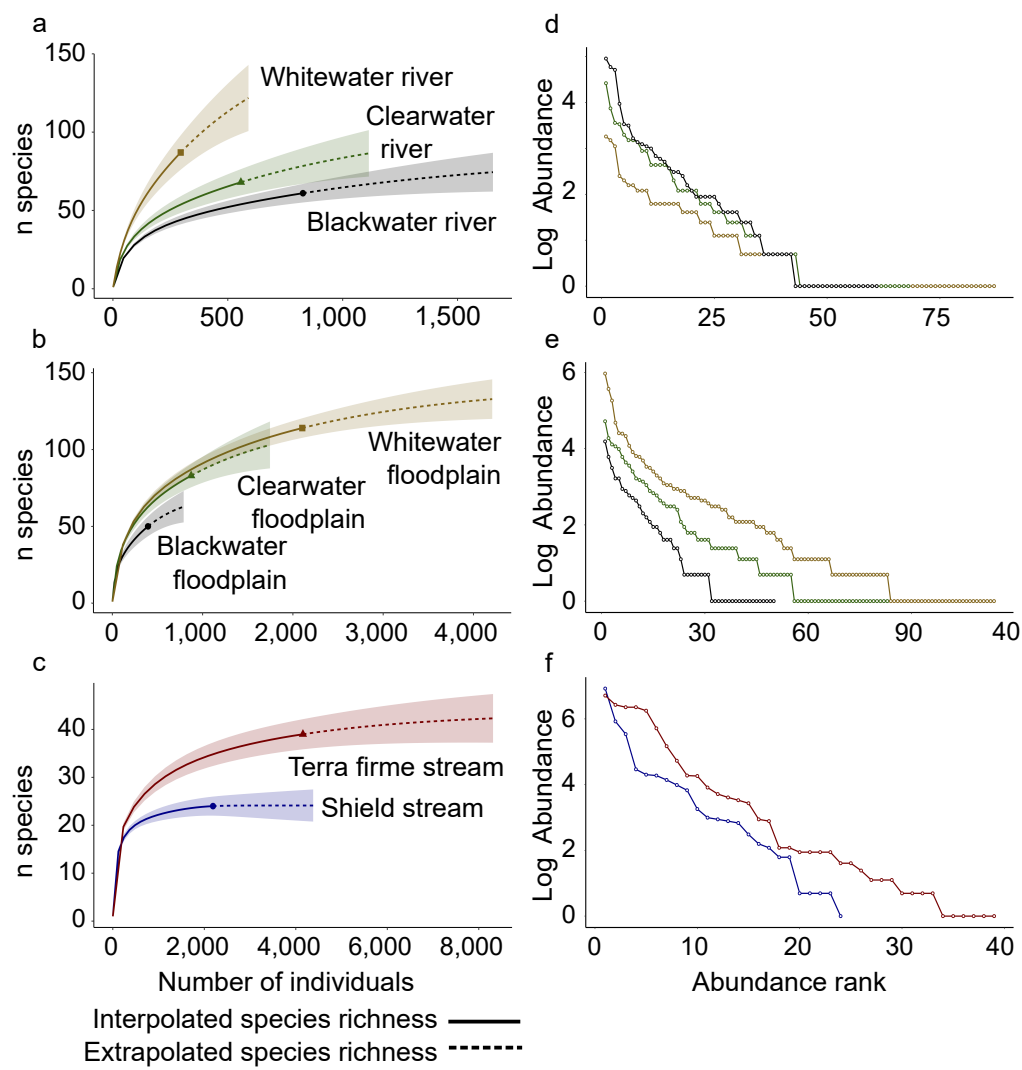 a
150
100
50
0
n species
Whitewater river
Clearwater
river
Blackwater river
0
500
1,000
1,500
d
4
2
0
Log Abundance
0
25
50
75
b
150
100
50
0
n species
Whitewater
floodplain
Clearwater
floodplain
Blackwater
floodplain
0
1,000
2,000
3,000
4,000
e
6
4
2
0
Log Abundance
0
30
60
90
40
c
40
30
20
10
0
n species
Terra firme stream
Shield stream
0
2,000
4,000
6,000
8,000
Number of individuals
f
6
4
2
0
Log Abundance
0
10
20
30
40
Abundance rank
Interpolated species richness
Extrapolated species richness